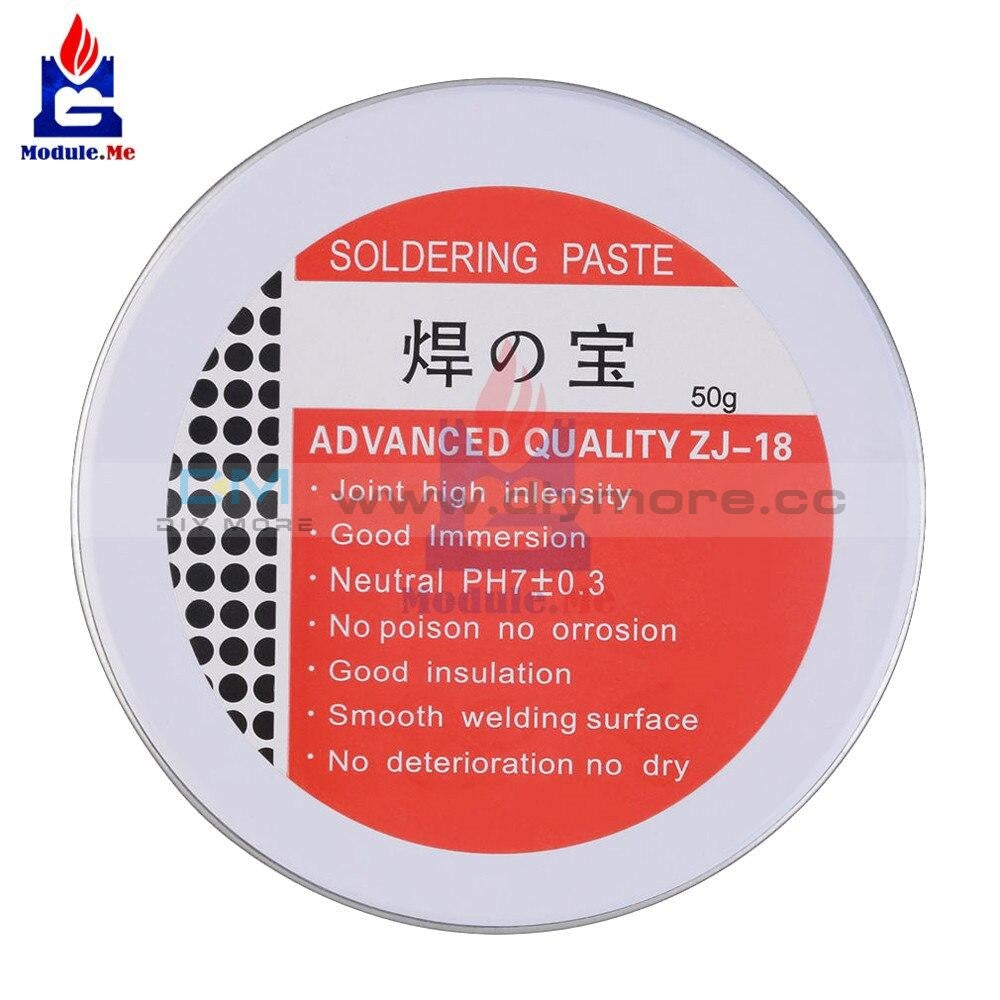 Module.Me
SOLDERING PASTE
焊の宝
50g
ADVANCED QUALITY ZJ-18
· Joint high inlensity
www.diymore.cc
DIY MORE
· Good Immersion
· Neutral PH7±0.3
Module.Me
· No poison no orrosion
· Good insulation
· Smooth welding surface
· No deterioration no dry